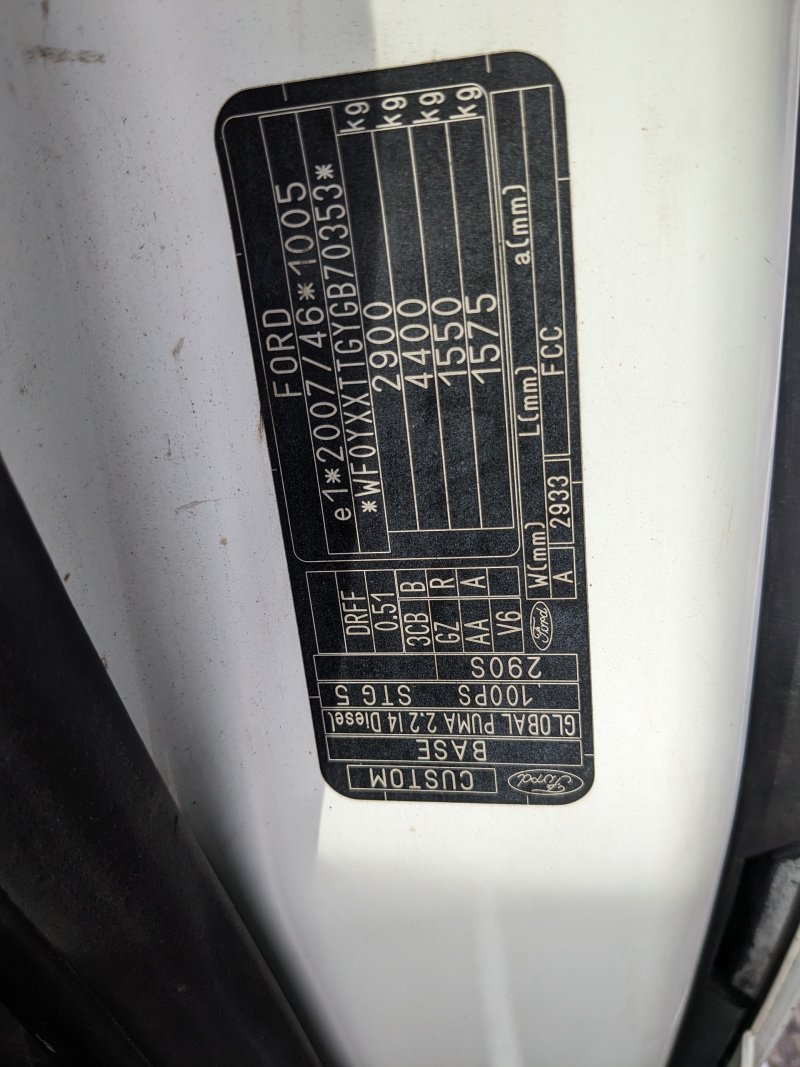 FORD
e1*2007/46*1005
*WF0YXXTTGYGB70353*
2900 kg
4400 kg
1550 kg
1575 kg
W(mm) L(mm) a(mm)
A 2933 FCC
DRFF
0.51
3CB B
GZ R
AA A
V6
Ford
290S
100PS STG 5
GLOBAL PUMA 2.2 I4 Diesel
BASE
CUSTOM
Ford